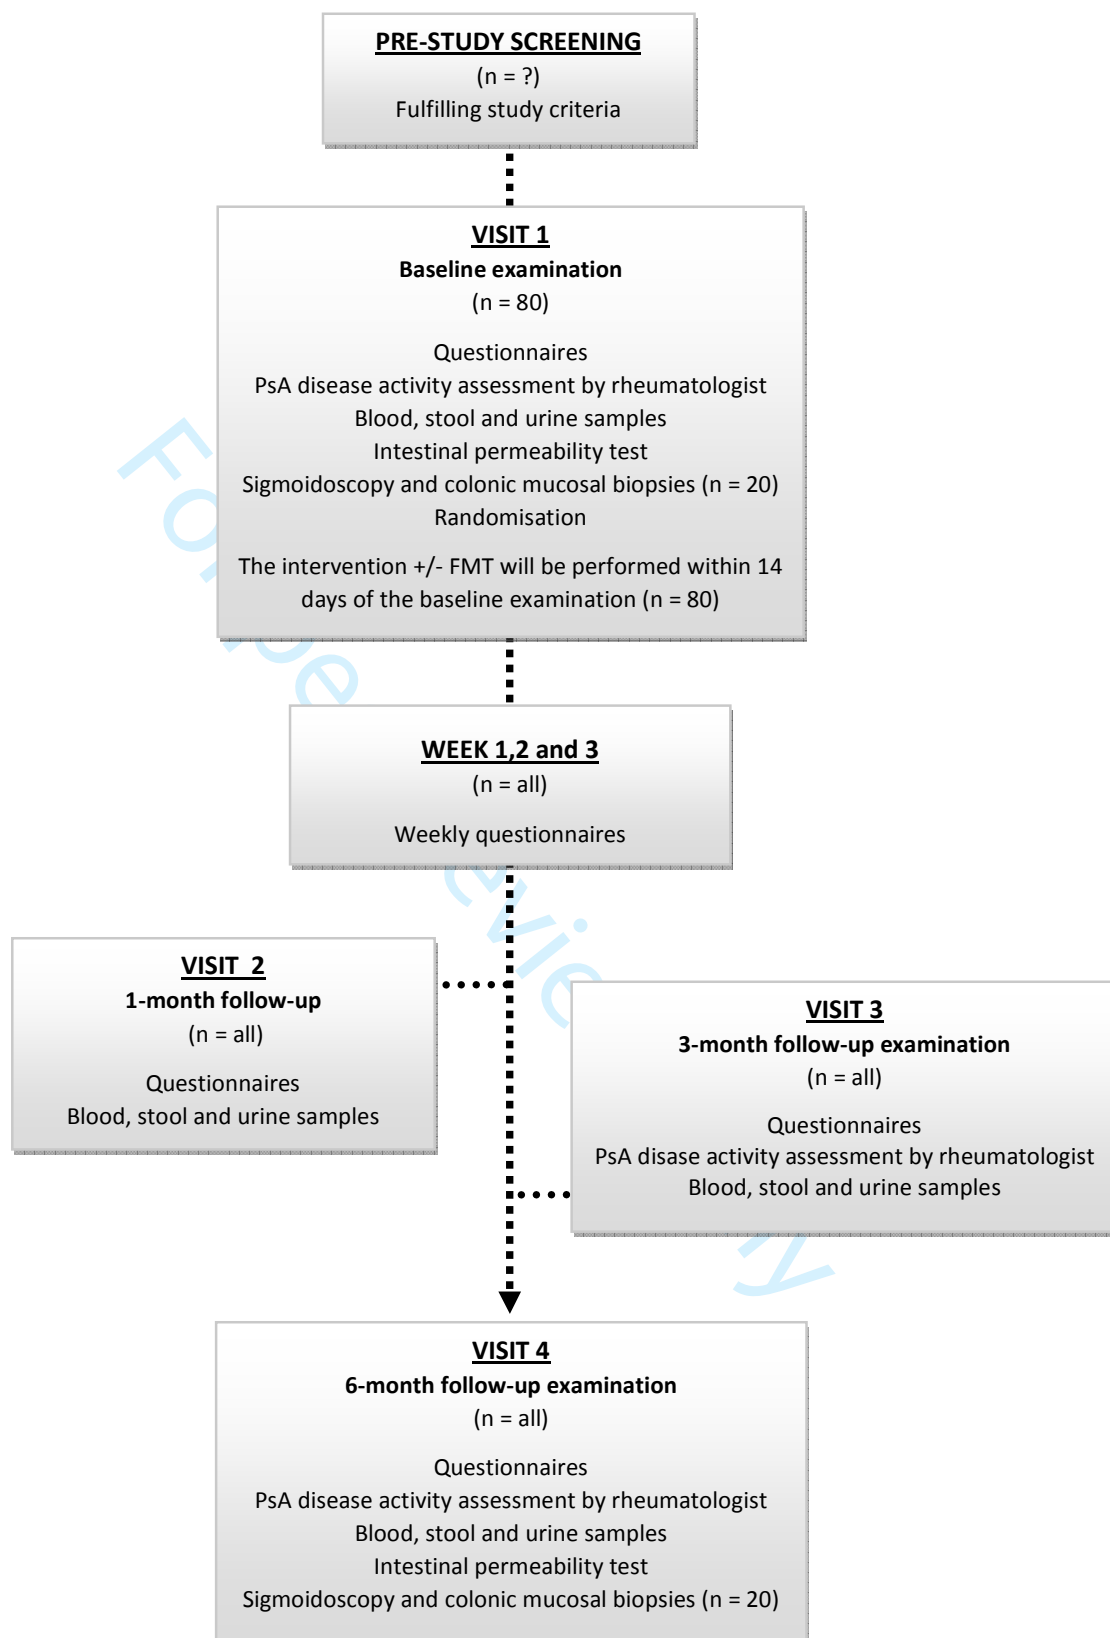 PRE-STUDY SCREENING
(n = ?)
Fulfilling study criteria
VISIT 1
Baseline examination
(n = 80)
Questionnaires
PsA disease activity assessment by rheumatologist
Blood, stool and urine samples
Intestinal permeability test
Sigmoidoscopy and colonic mucosal biopsies (n = 20)
Randomisation
The intervention +/- FMT will be performed within 14
days of the baseline examination (n = 80)
WEEK 1,2 and 3
(n = all)
Weekly questionnaires
VISIT 2
1-month follow-up
(n = all)
Questionnaires
Blood, stool and urine samples
VISIT 3
3-month follow-up examination
(n = all)
Questionnaires
PsA disase activity assessment by rheumatologist
Blood, stool and urine samples
VISIT 4
6-month follow-up examination
(n = all)
Questionnaires
PsA disease activity assessment by rheumatologist
Blood, stool and urine samples
Intestinal permeability test
Sigmoidoscopy and colonic mucosal biopsies (n = 20)